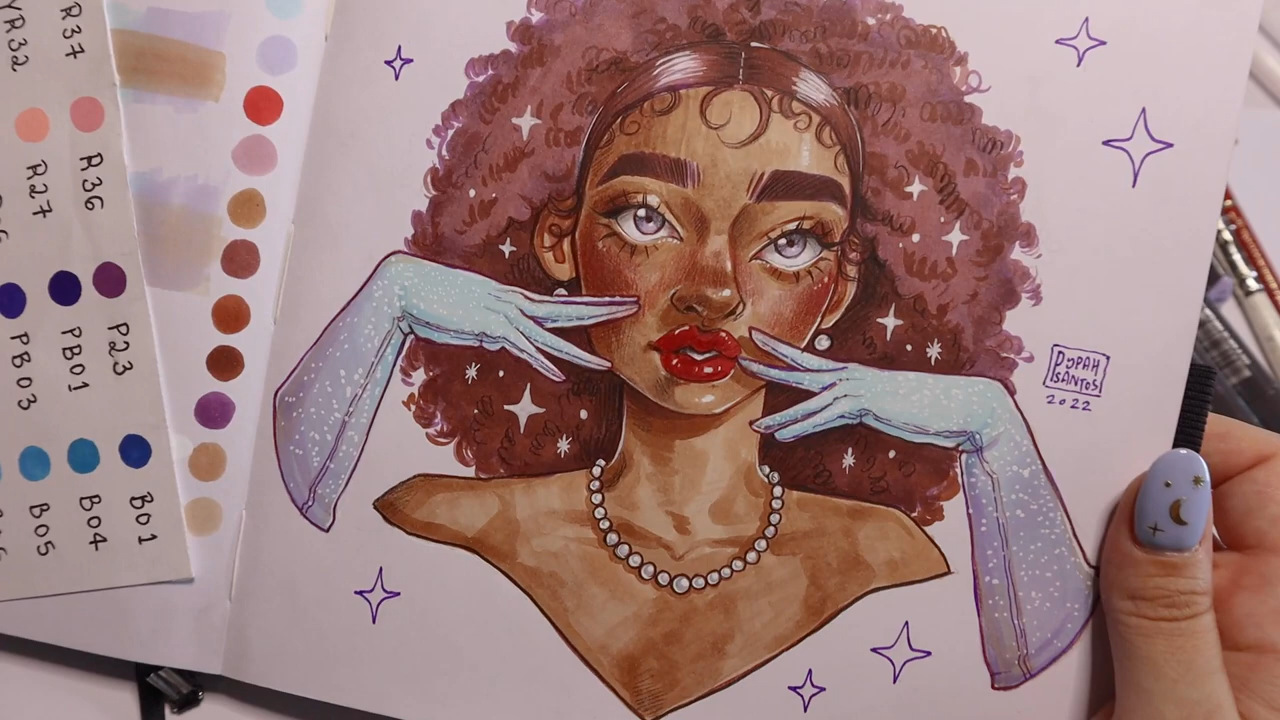 YR32
R37
R27
R36
PB03
PB01
P23
B05
B04
B01
PyPAH
SANTOS
2022